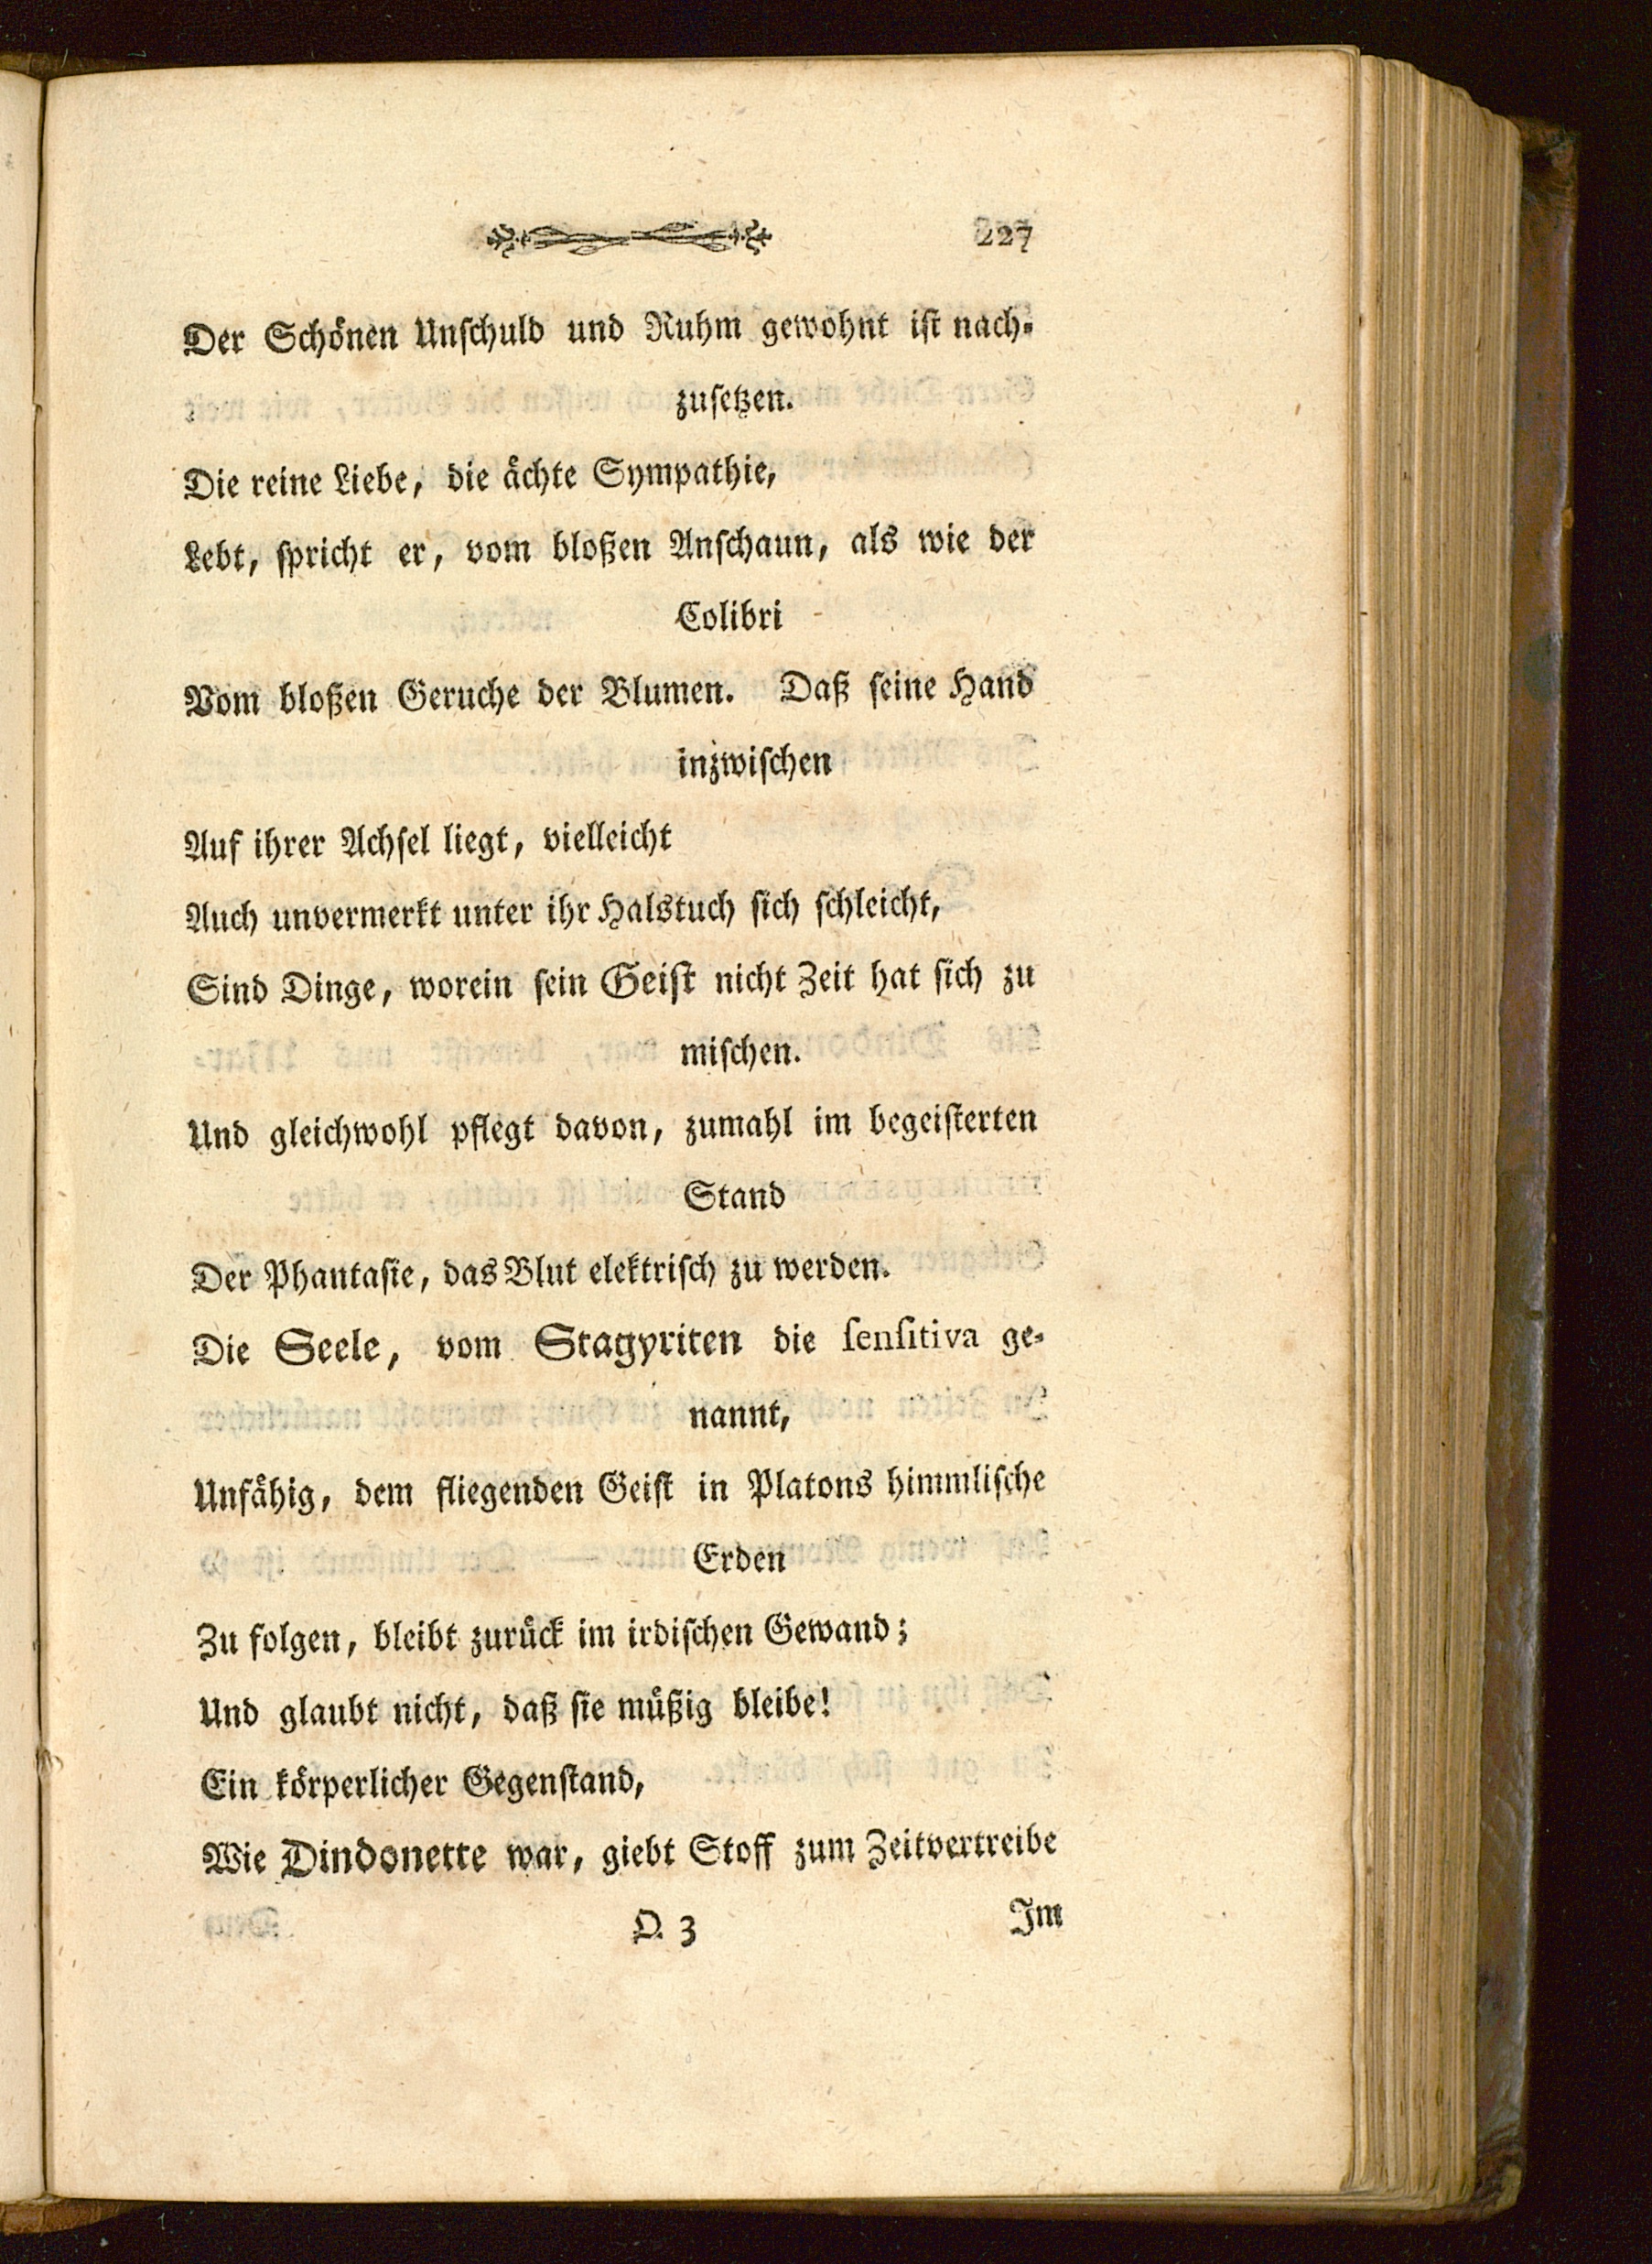 227
Der Schönen Unschuld und Ruhm gewohnt ist nach-
zusetzen.
Die reine Liebe, die ächte Sympathie,
Lebt, spricht er, vom bloßen Anschaun, als wie der
Colibri
Vom bloßen Geruche der Blumen. Daß seine Hand
inzwischen
Auf ihrer Achsel liegt, vielleicht
Auch unvermerkt unter ihr Halstuch sich schleicht,
Sind Dinge, worein sein Geist nicht Zeit hat sich zu
mischen.
Und gleichwohl pflegt davon, zumahl im begeisterten
Stand
Der Phantasie, das Blut elektrisch zu werden.
Die Seele, vom Stagyriten die sensitiva ge-
nannt,
Unfähig, dem fliegenden Geist in Platons himmlische
Erden
Zu folgen, bleibt zurück im irdischen Gewand;
Und glaubt nicht, daß sie müßig bleibe!
Ein körperlicher Gegenstand,
Wie Dindonette war, giebt Stoff zum Zeitvertreibe
P 3 Im